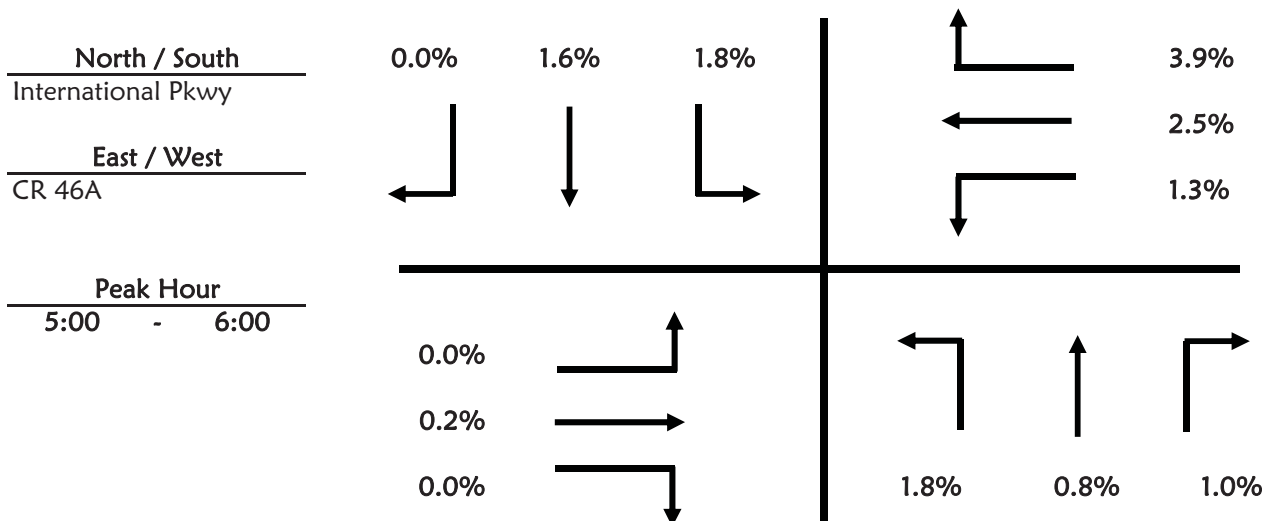 North / South
International Pkwy
East / West
CR 46A
Peak Hour
5:00 - 6:00
0.0% 1.6% 1.8%
3.9%
2.5%
1.3%
0.0%
0.2%
0.0%
1.8% 0.8% 1.0%